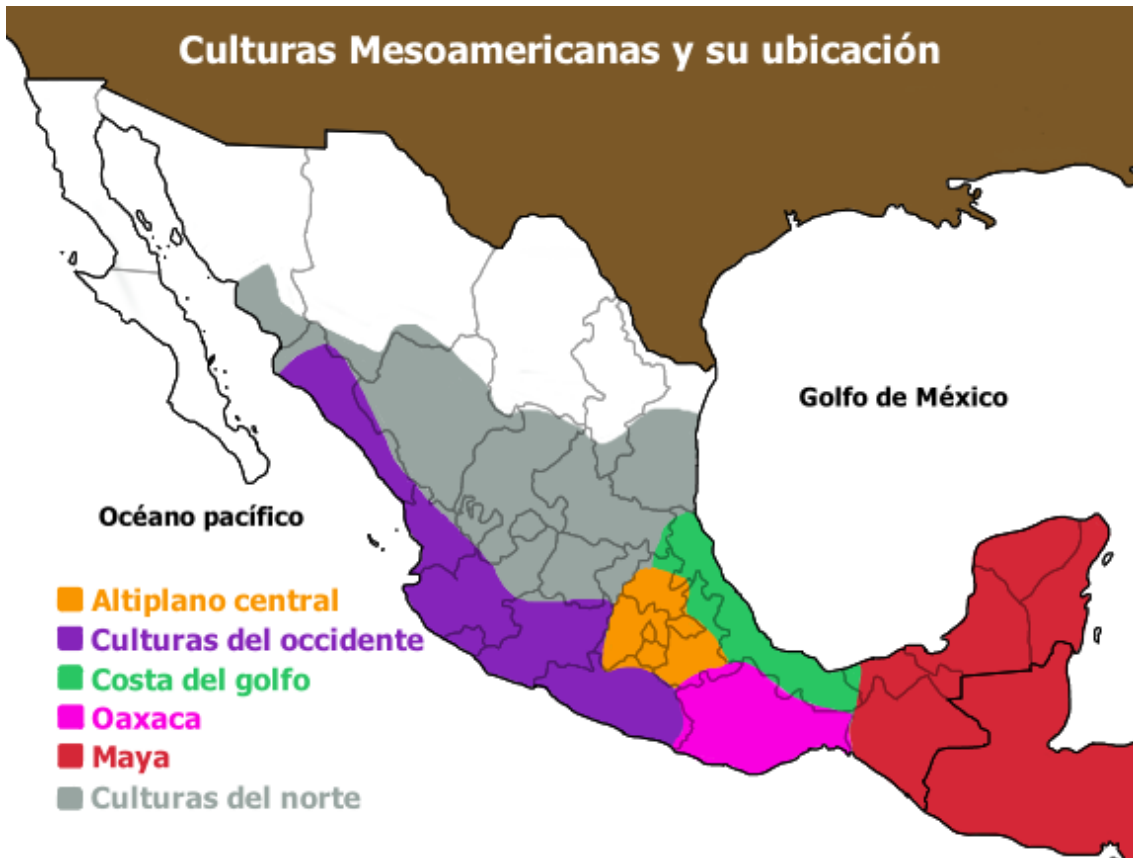 Culturas Mesoamericanas y su ubicación
Golfo de México
Océano pacífico
Altiplano central
Culturas del occidente
Costa del golfo
Oaxaca
Maya
Culturas del norte